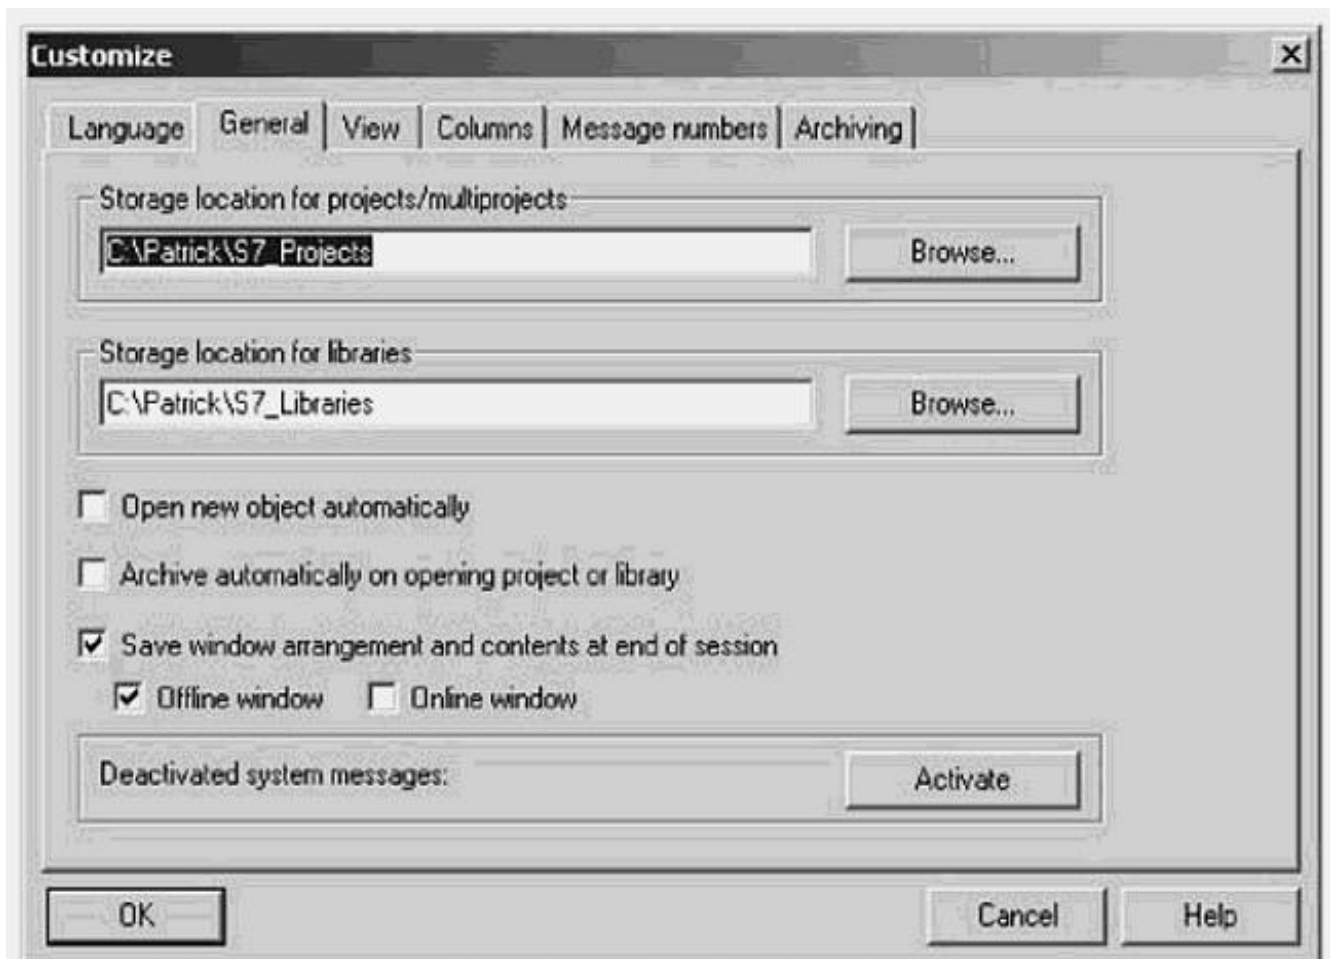 Customize
Language General View Columns Message numbers Archiving
Storage location for projects/multiprojects
C:\Patrick\S7_Projects Browse...
Storage location for libraries
C:\Patrick\S7_Libraries Browse...
Open new object automatically
Archive automatically on opening project or library
Save window arrangement and contents at end of session
Offline window Online window
Deactivated system messages: Activate
OK Cancel Help